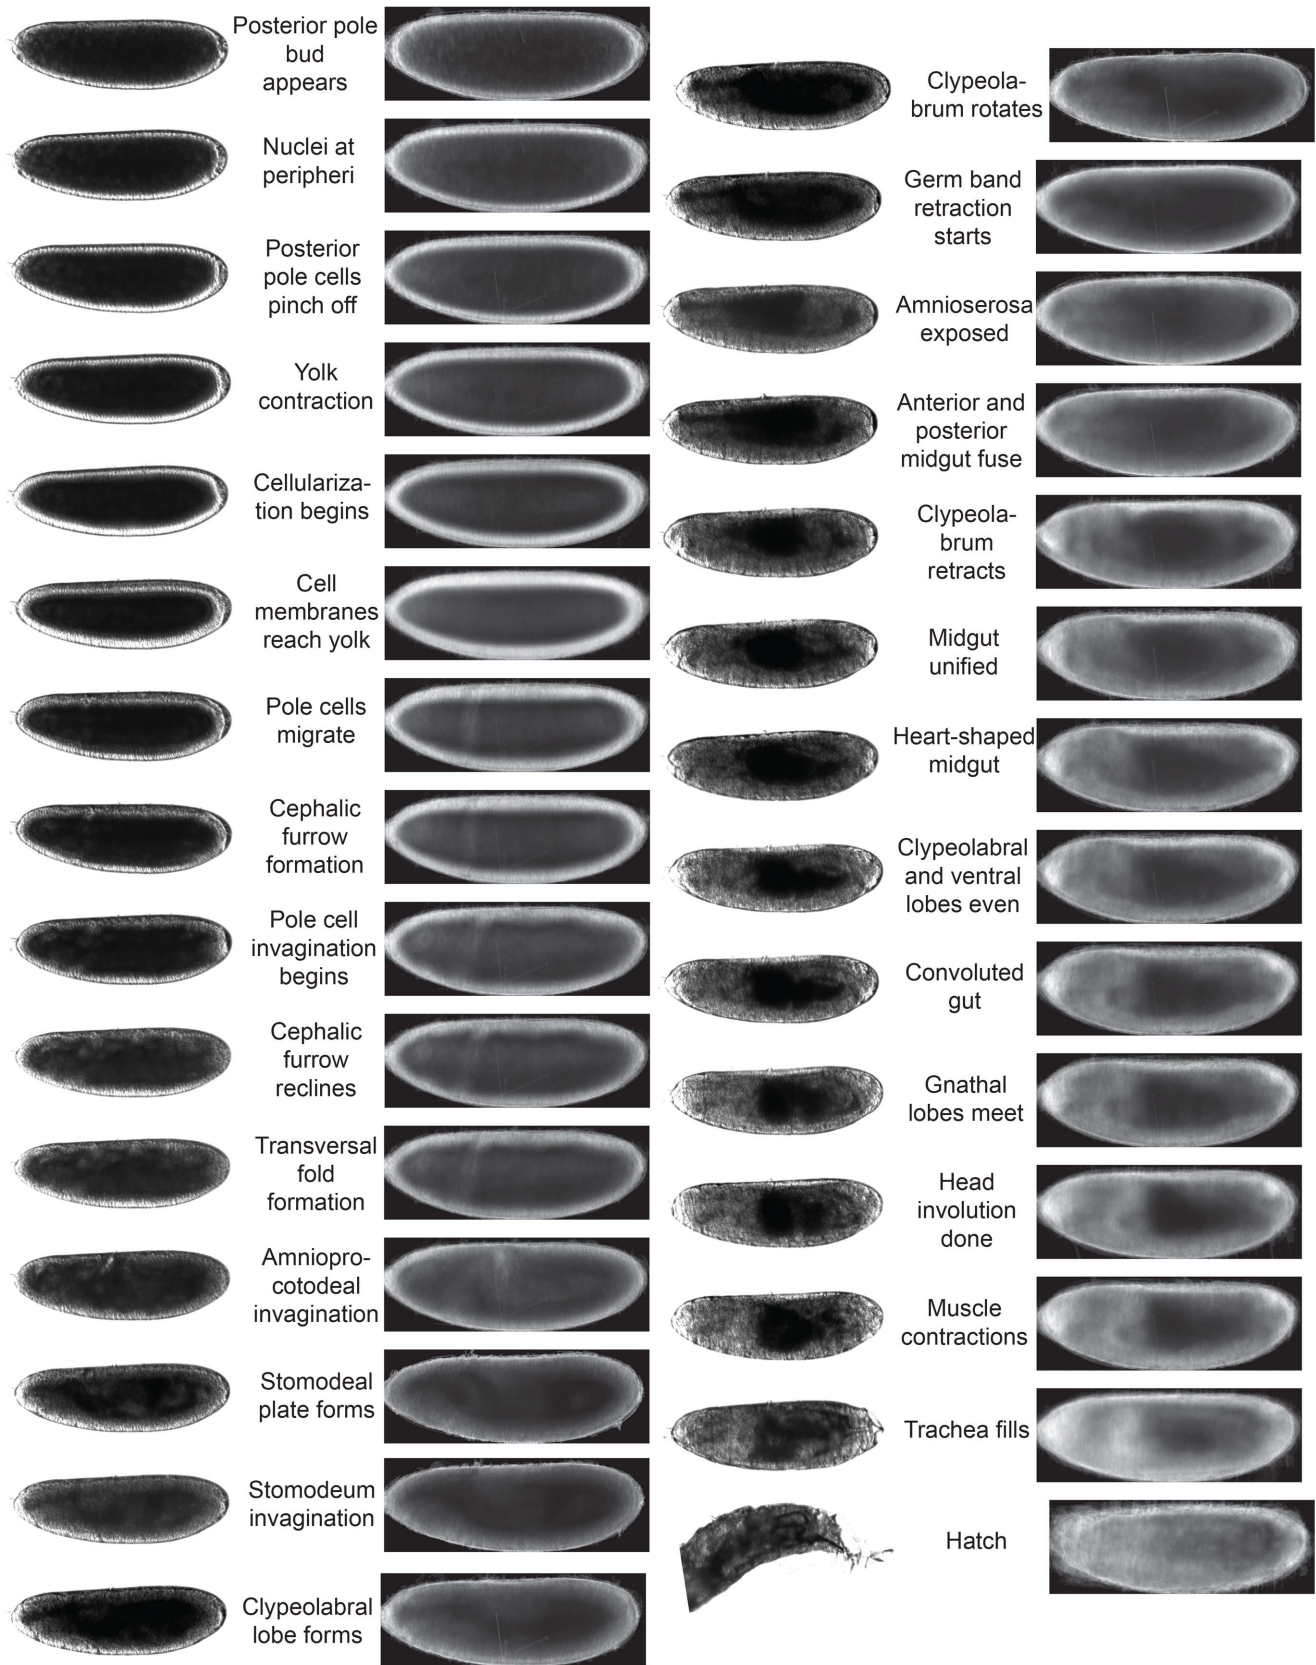 Posterior pole
bud
appears
Nuclei at
peripheri
Posterior
pole cells
pinch off
Yolk
contraction
Cellulariza-
tion begins
Cell
membranes
reach yolk
Pole cells
migrate
Cephalic
furrow
formation
Pole cell
invagination
begins
Cephalic
furrow
reclines
Transversal
fold
formation
Amniopro-
cotodeal
invagination
Stomodeal
plate forms
Stomodeum
invagination
Clypeolabral
lobe forms
Clypeola-
brum rotates
Germ band
retraction
starts
Amnioserosa
exposed
Anterior and
posterior
midgut fuse
Clypeola-
brum
retracts
Midgut
unified
Heart-shaped
midgut
Clypeolabral
and ventral
lobes even
Convoluted
gut
Gnathal
lobes meet
Head
involution
done
Muscle
contractions
Trachea fills
Hatch